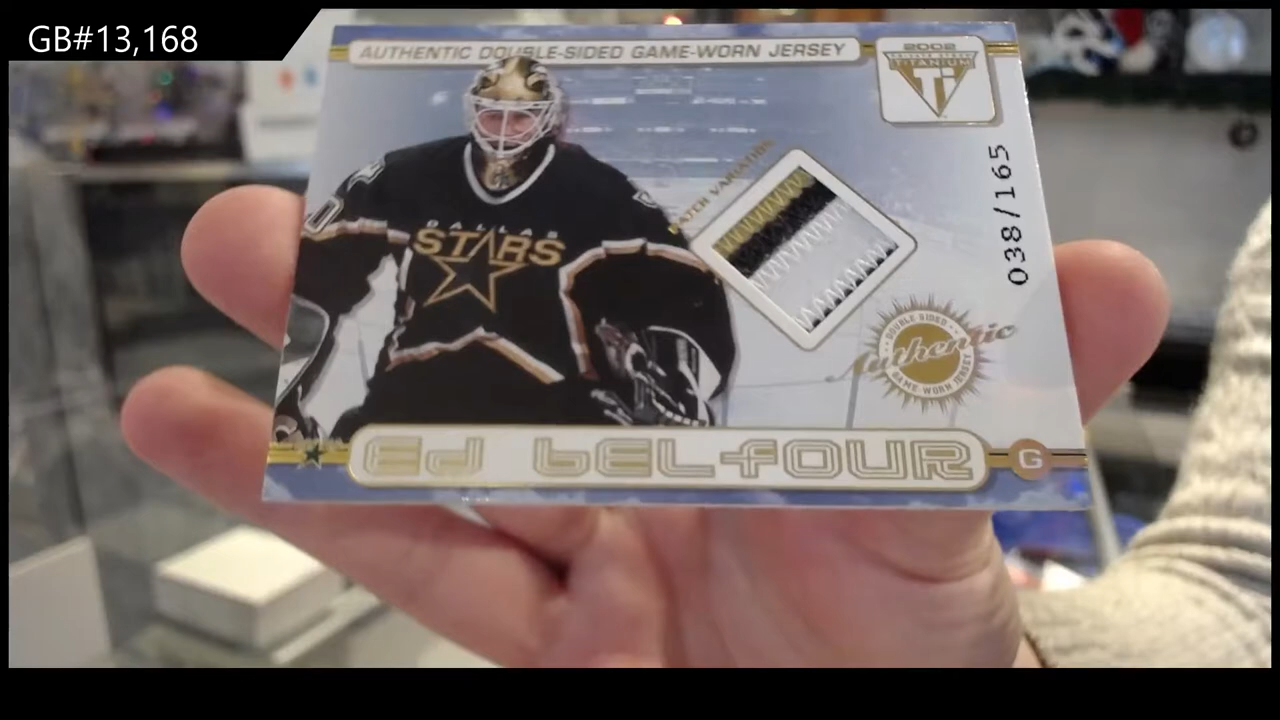 GB#13,168
AUTHENTIC DOUBLE-SIDED GAME-WORN JERSEY
2002
TITANIUM
Ti
PATCH VARIATION
038/165
DALLAS
STARS
DOUBLE-SIDED
Authentic
GAME-WORN JERSEY
Ed BELFOUR
G